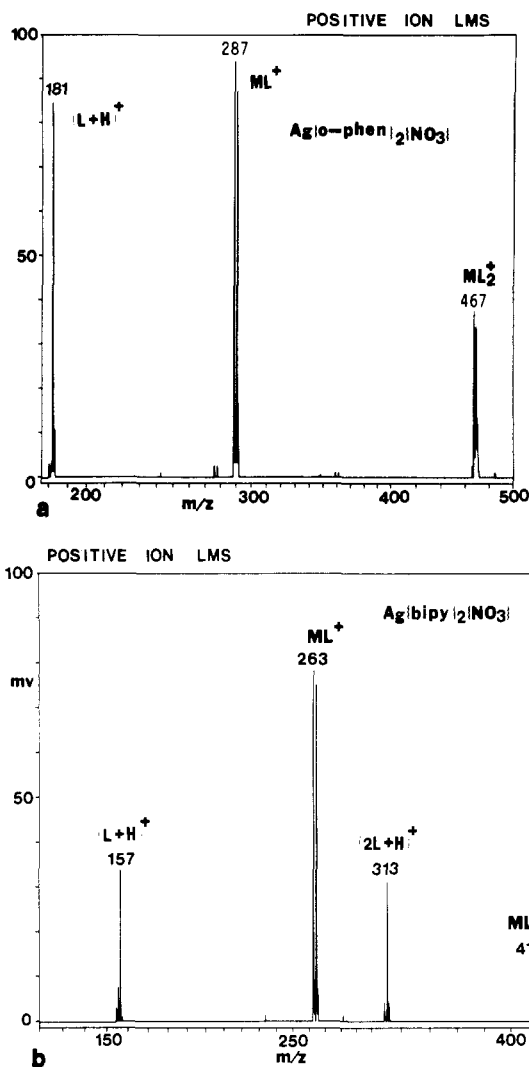 POSITIVE ION LMS
100
287
181
ML+
(L+H)+
Ag(o-phen)2(NO3)
50
ML2+
467
0
200
300
400
500
m/z
a
POSITIVE ION LMS
100
Ag(bipy)2(NO3)
ML+
263
mv
50
(L+H)+
157
(2L+H)+
313
ML
41
0
150
250
400
m/z
b